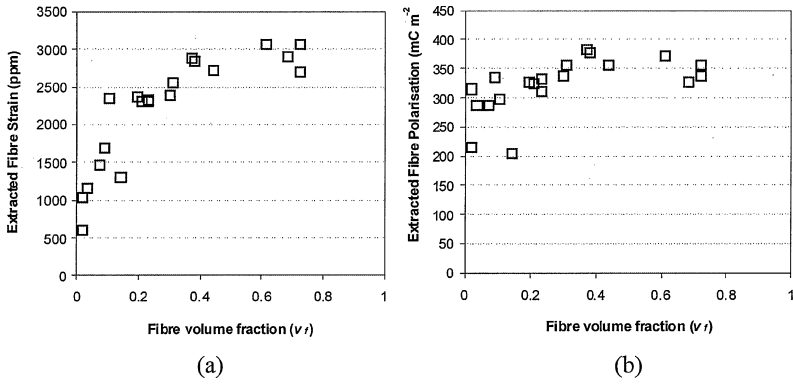 3500
3000
2500
2000
1500
1000
500
0
0 0.2 0.4 0.6 0.8 1
Extracted Fibre Strain (ppm)
Fibre volume fraction (v f)
(a)
450
400
350
300
250
200
150
100
50
0
0 0.2 0.4 0.6 0.8 1
Extracted Fibre Polarisation (mC m⁻²)
Fibre volume fraction (v f)
(b)